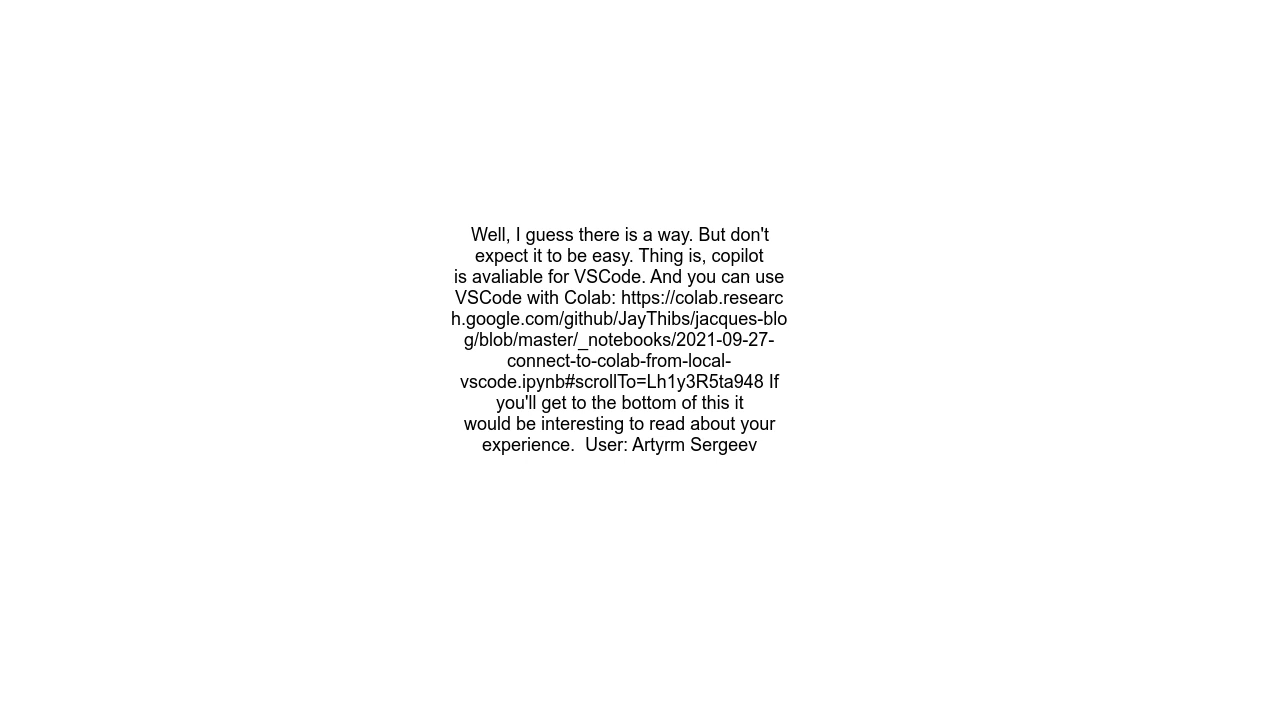 Well, I guess there is a way. But don't
expect it to be easy. Thing is, copilot
is avaliable for VSCode. And you can use
VSCode with Colab: https://colab.researc
h.google.com/github/JayThibs/jacques-blo
g/blob/master/_notebooks/2021-09-27-
connect-to-colab-from-local-
vscode.ipynb#scrollTo=Lh1y3R5ta948 If
you'll get to the bottom of this it
would be interesting to read about your
experience.  User: Artyrm Sergeev